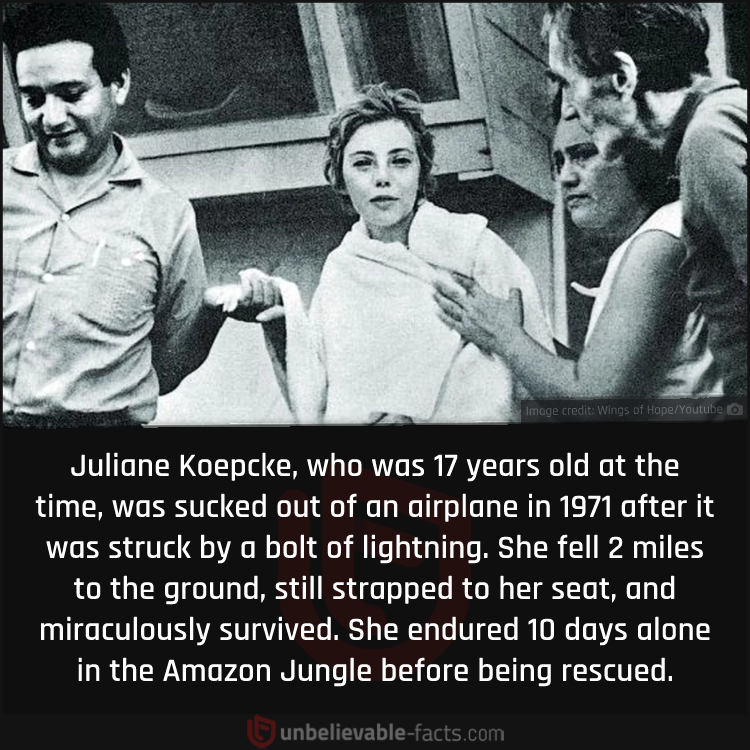 Image credit: Wings of Hope/Youtube
Juliane Koepcke, who was 17 years old at the
time, was sucked out of an airplane in 1971 after it
was struck by a bolt of lightning. She fell 2 miles
to the ground, still strapped to her seat, and
miraculously survived. She endured 10 days alone
in the Amazon Jungle before being rescued.
unbelievable-facts.com